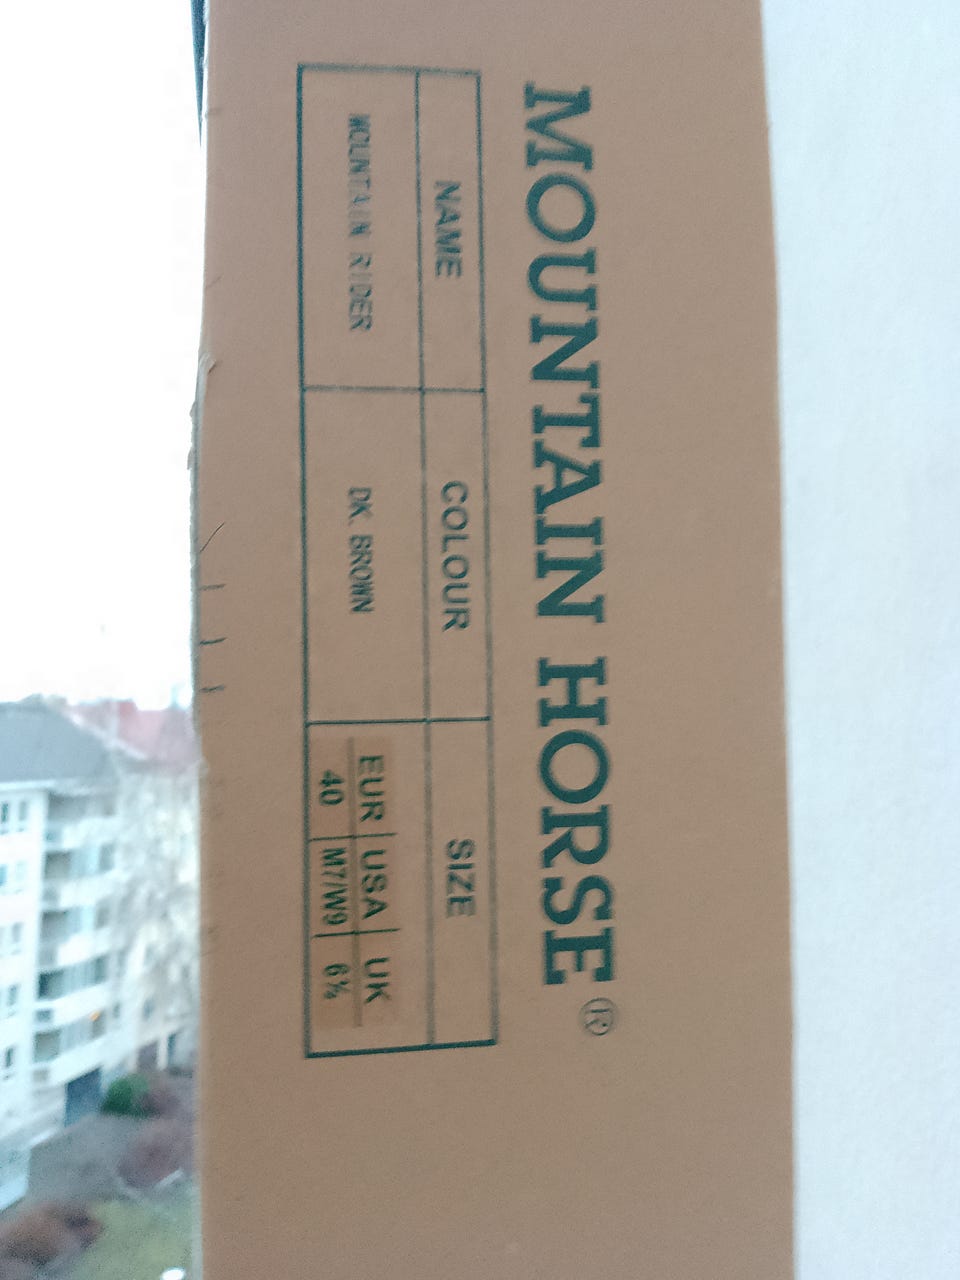 MOUNTAIN HORSE®
NAME COLOUR SIZE
MOUNTAIN RIDER DK. BROWN EUR USA UK
40 M7/W9 6½